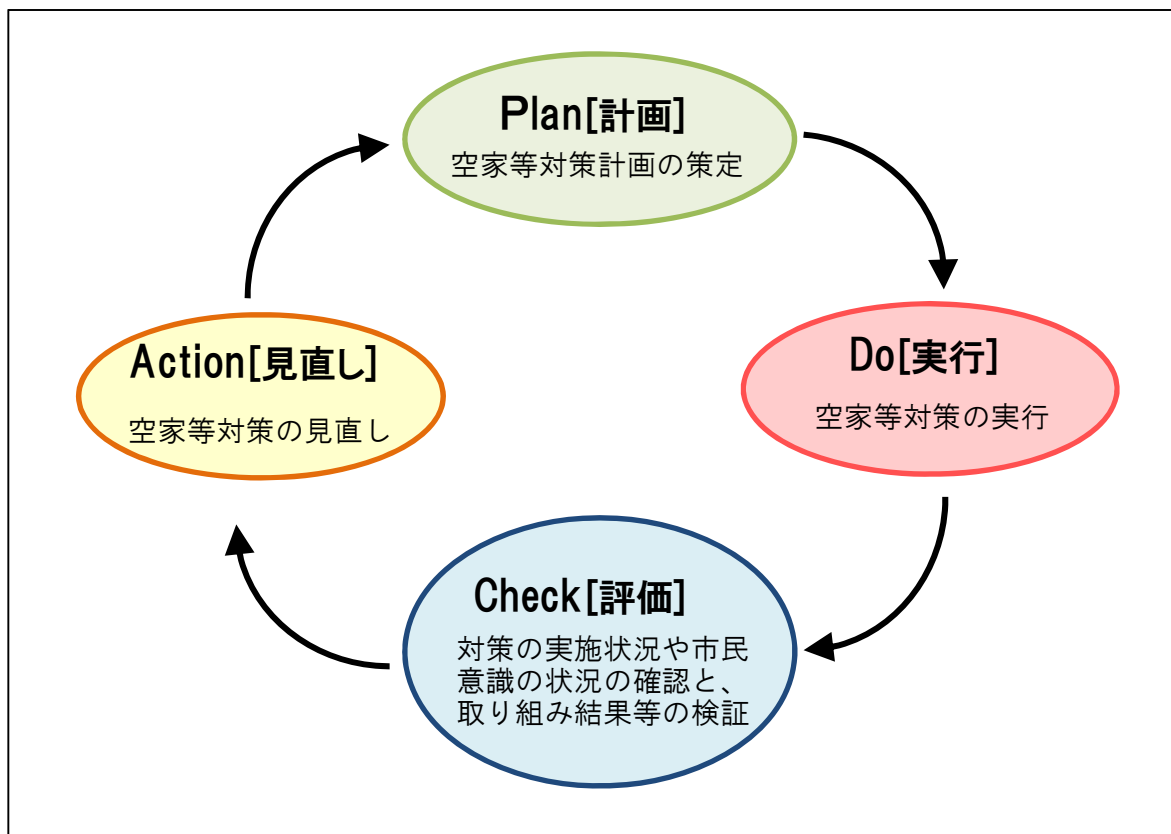 Plan[計画]
空家等対策計画の策定
Do[実行]
空家等対策の実行
Check[評価]
対策の実施状況や市民
意識の状況の確認と、
取り組み結果等の検証
Action[見直し]
空家等対策の見直し